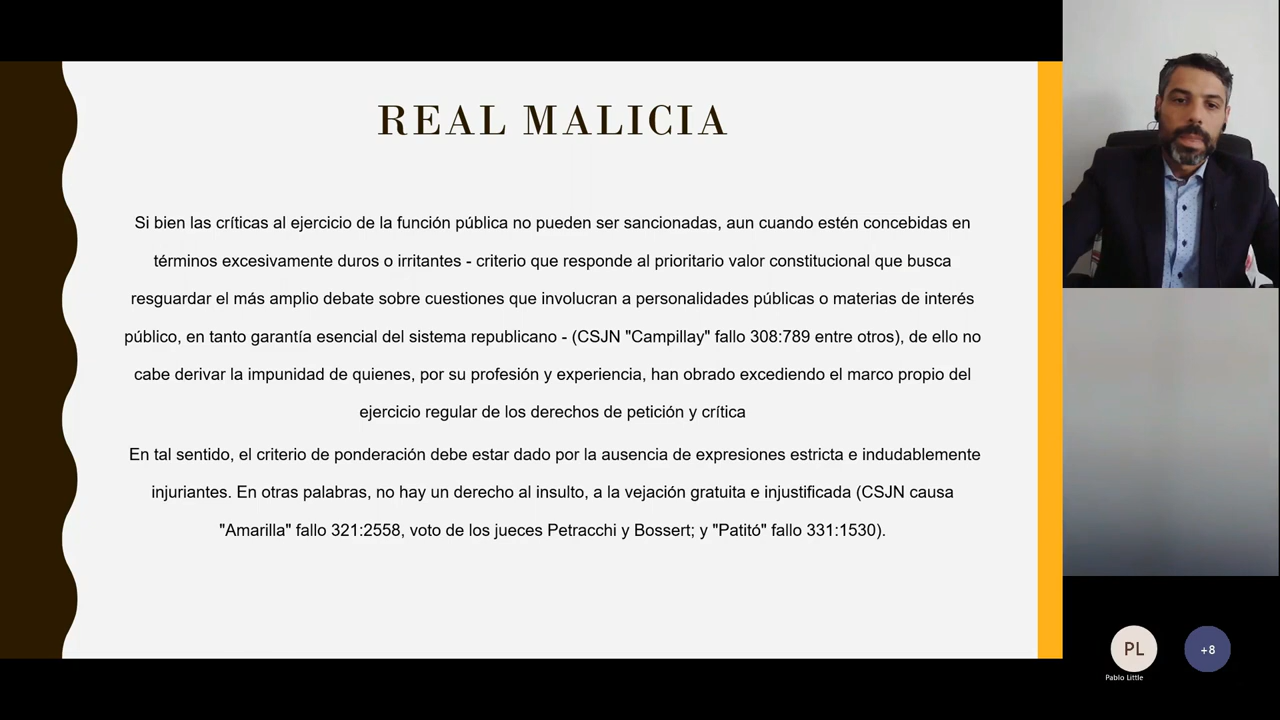 REAL MALICIA
Si bien las críticas al ejercicio de la función pública no pueden ser sancionadas, aun cuando estén concebidas en
términos excesivamente duros o irritantes - criterio que responde al prioritario valor constitucional que busca
resguardar el más amplio debate sobre cuestiones que involucran a personalidades públicas o materias de interés
público, en tanto garantía esencial del sistema republicano - (CSJN "Campillay" fallo 308:789 entre otros), de ello no
cabe derivar la impunidad de quienes, por su profesión y experiencia, han obrado excediendo el marco propio del
ejercicio regular de los derechos de petición y crítica
En tal sentido, el criterio de ponderación debe estar dado por la ausencia de expresiones estricta e indudablemente
injuriantes. En otras palabras, no hay un derecho al insulto, a la vejación gratuita e injustificada (CSJN causa
"Amarilla" fallo 321:2558, voto de los jueces Petracchi y Bossert; y "Patitó" fallo 331:1530).
PL
+8
Pablo Little